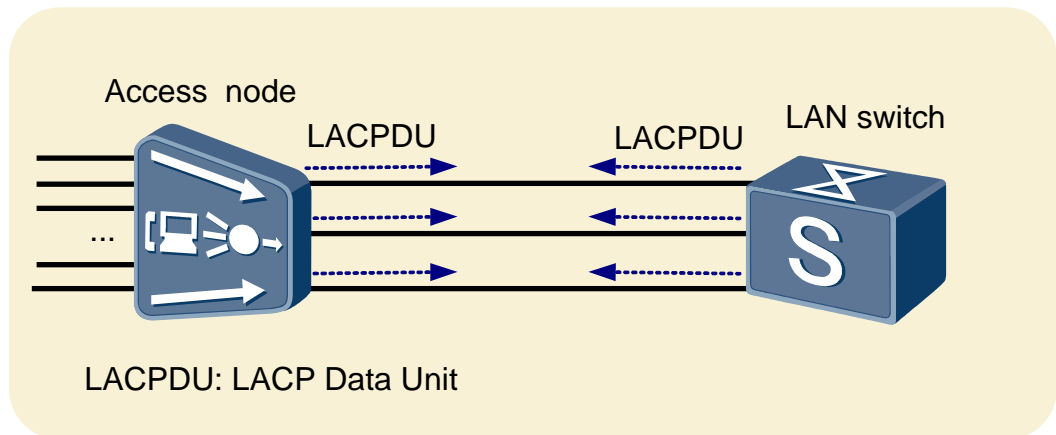 Access node
LACPDU
LACPDU
LAN switch
...
S
LACPDU: LACP Data Unit